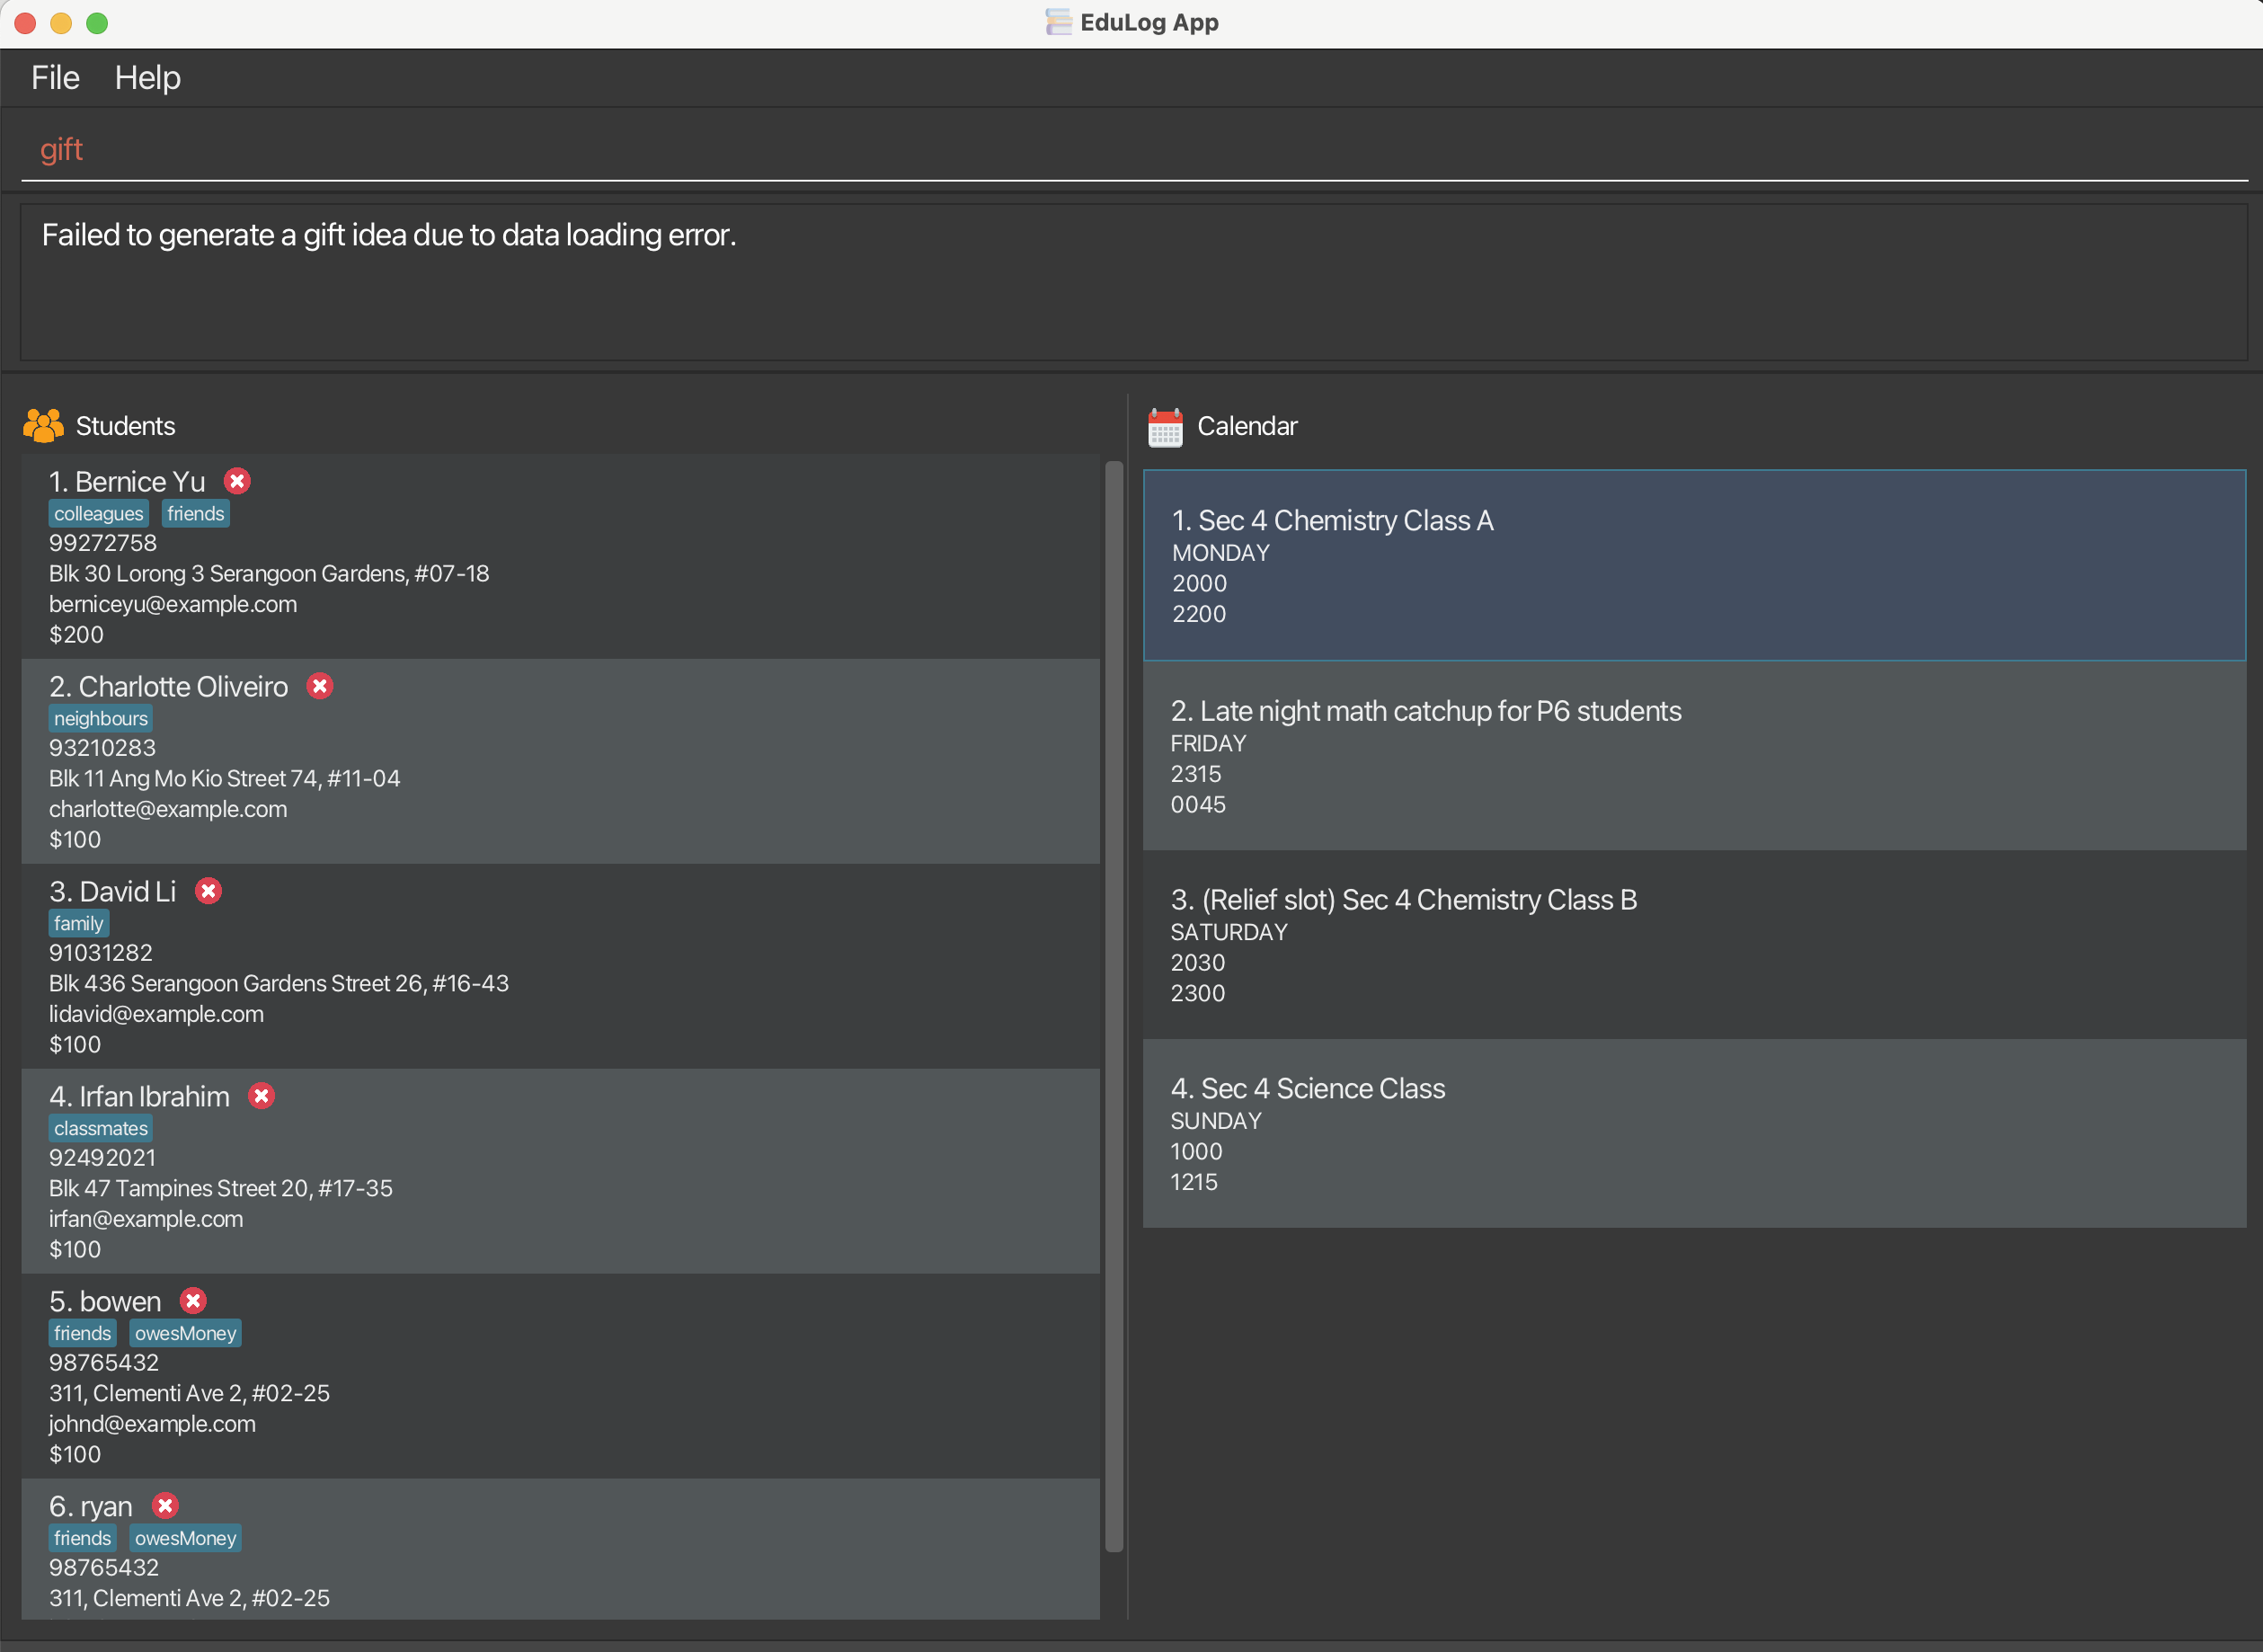 EduLog App
File Help
gift
Failed to generate a gift idea due to data loading error.
Students
1. Bernice Yu
colleagues friends
99272758
Blk 30 Lorong 3 Serangoon Gardens, #07-18
berniceyu@example.com
$200
2. Charlotte Oliveiro
neighbours
93210283
Blk 11 Ang Mo Kio Street 74, #11-04
charlotte@example.com
$100
3. David Li
family
91031282
Blk 436 Serangoon Gardens Street 26, #16-43
lidavid@example.com
$100
4. Irfan Ibrahim
classmates
92492021
Blk 47 Tampines Street 20, #17-35
irfan@example.com
$100
5. bowen
friends owesMoney
98765432
311, Clementi Ave 2, #02-25
johnd@example.com
$100
6. ryan
friends owesMoney
98765432
311, Clementi Ave 2, #02-25
Calendar
1. Sec 4 Chemistry Class A
MONDAY
2000
2200
2. Late night math catchup for P6 students
FRIDAY
2315
0045
3. (Relief slot) Sec 4 Chemistry Class B
SATURDAY
2030
2300
4. Sec 4 Science Class
SUNDAY
1000
1215